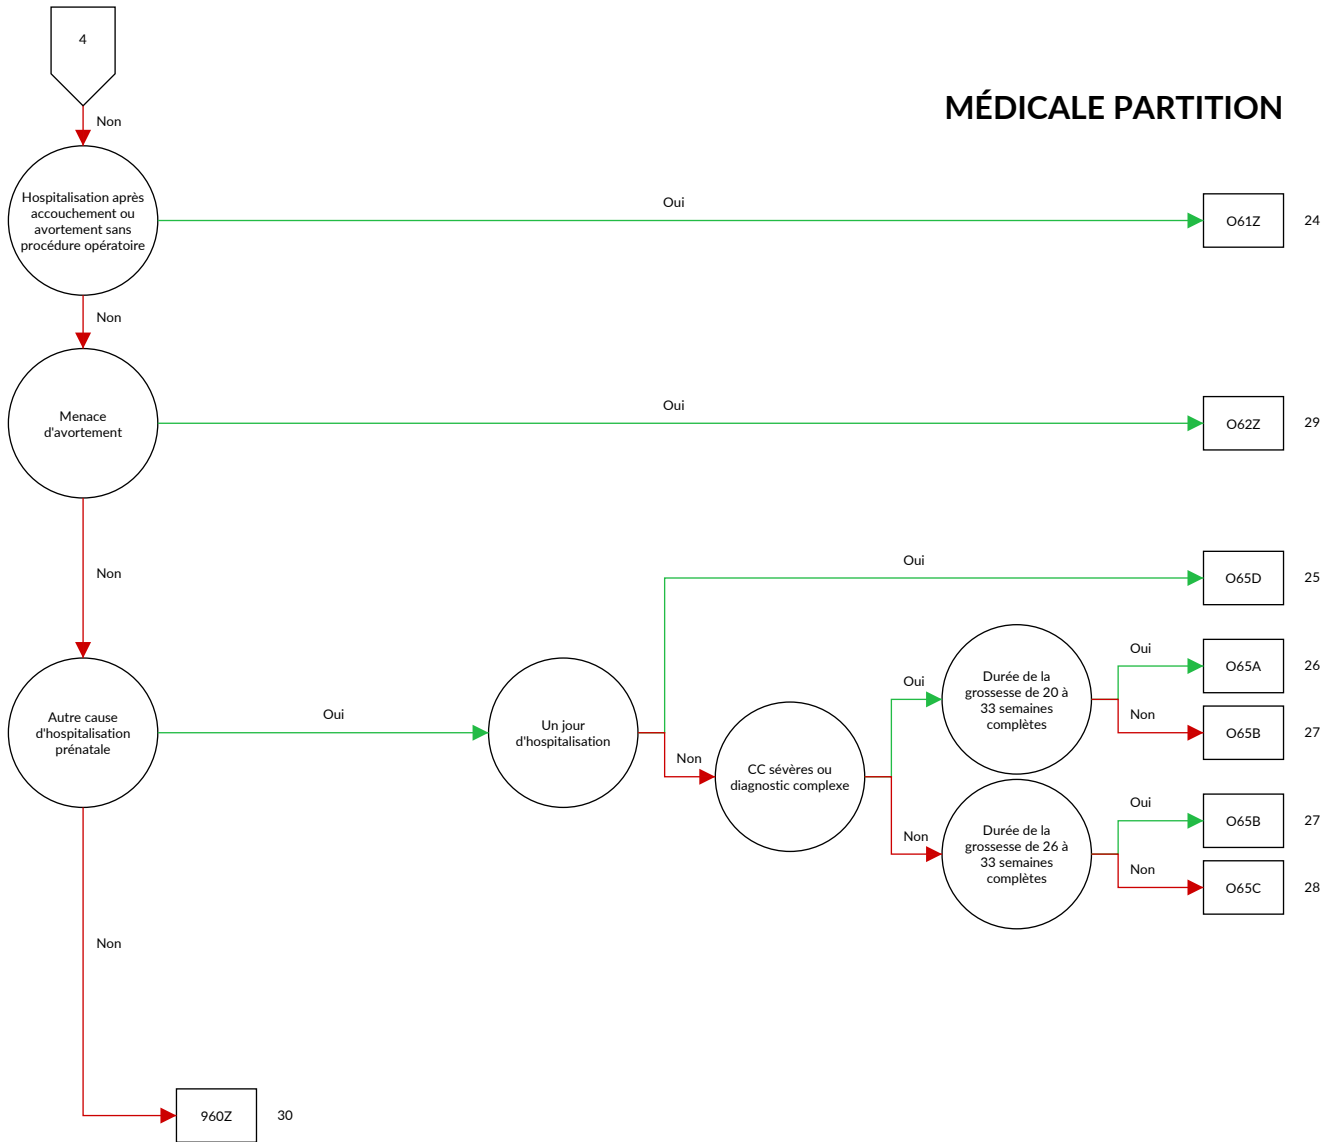 4
Non
MÉDICALE PARTITION
Hospitalisation après
accouchement ou
avortement sans
procédure opératoire
Oui
O61Z
24
Non
Menace
d'avortement
Oui
O62Z
29
Non
Oui
O65D
25
Autre cause
d'hospitalisation
prénatale
Oui
Un jour
d'hospitalisation
Non
CC sévères ou
diagnostic complexe
Oui
Durée de la
grossesse de 20 à
33 semaines
complètes
Oui
O65A
26
Non
O65B
27
Non
Durée de la
grossesse de 26 à
33 semaines
complètes
Oui
O65B
27
Non
O65C
28
Non
960Z
30